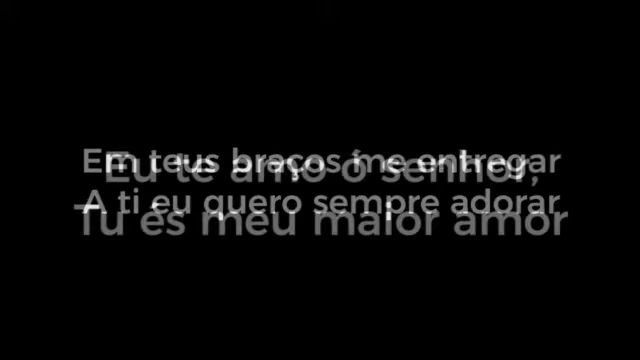 Em teus braços me entregar
A ti eu quero sempre adorar
Eu te amo ó senhor,
Tu és meu maior amor